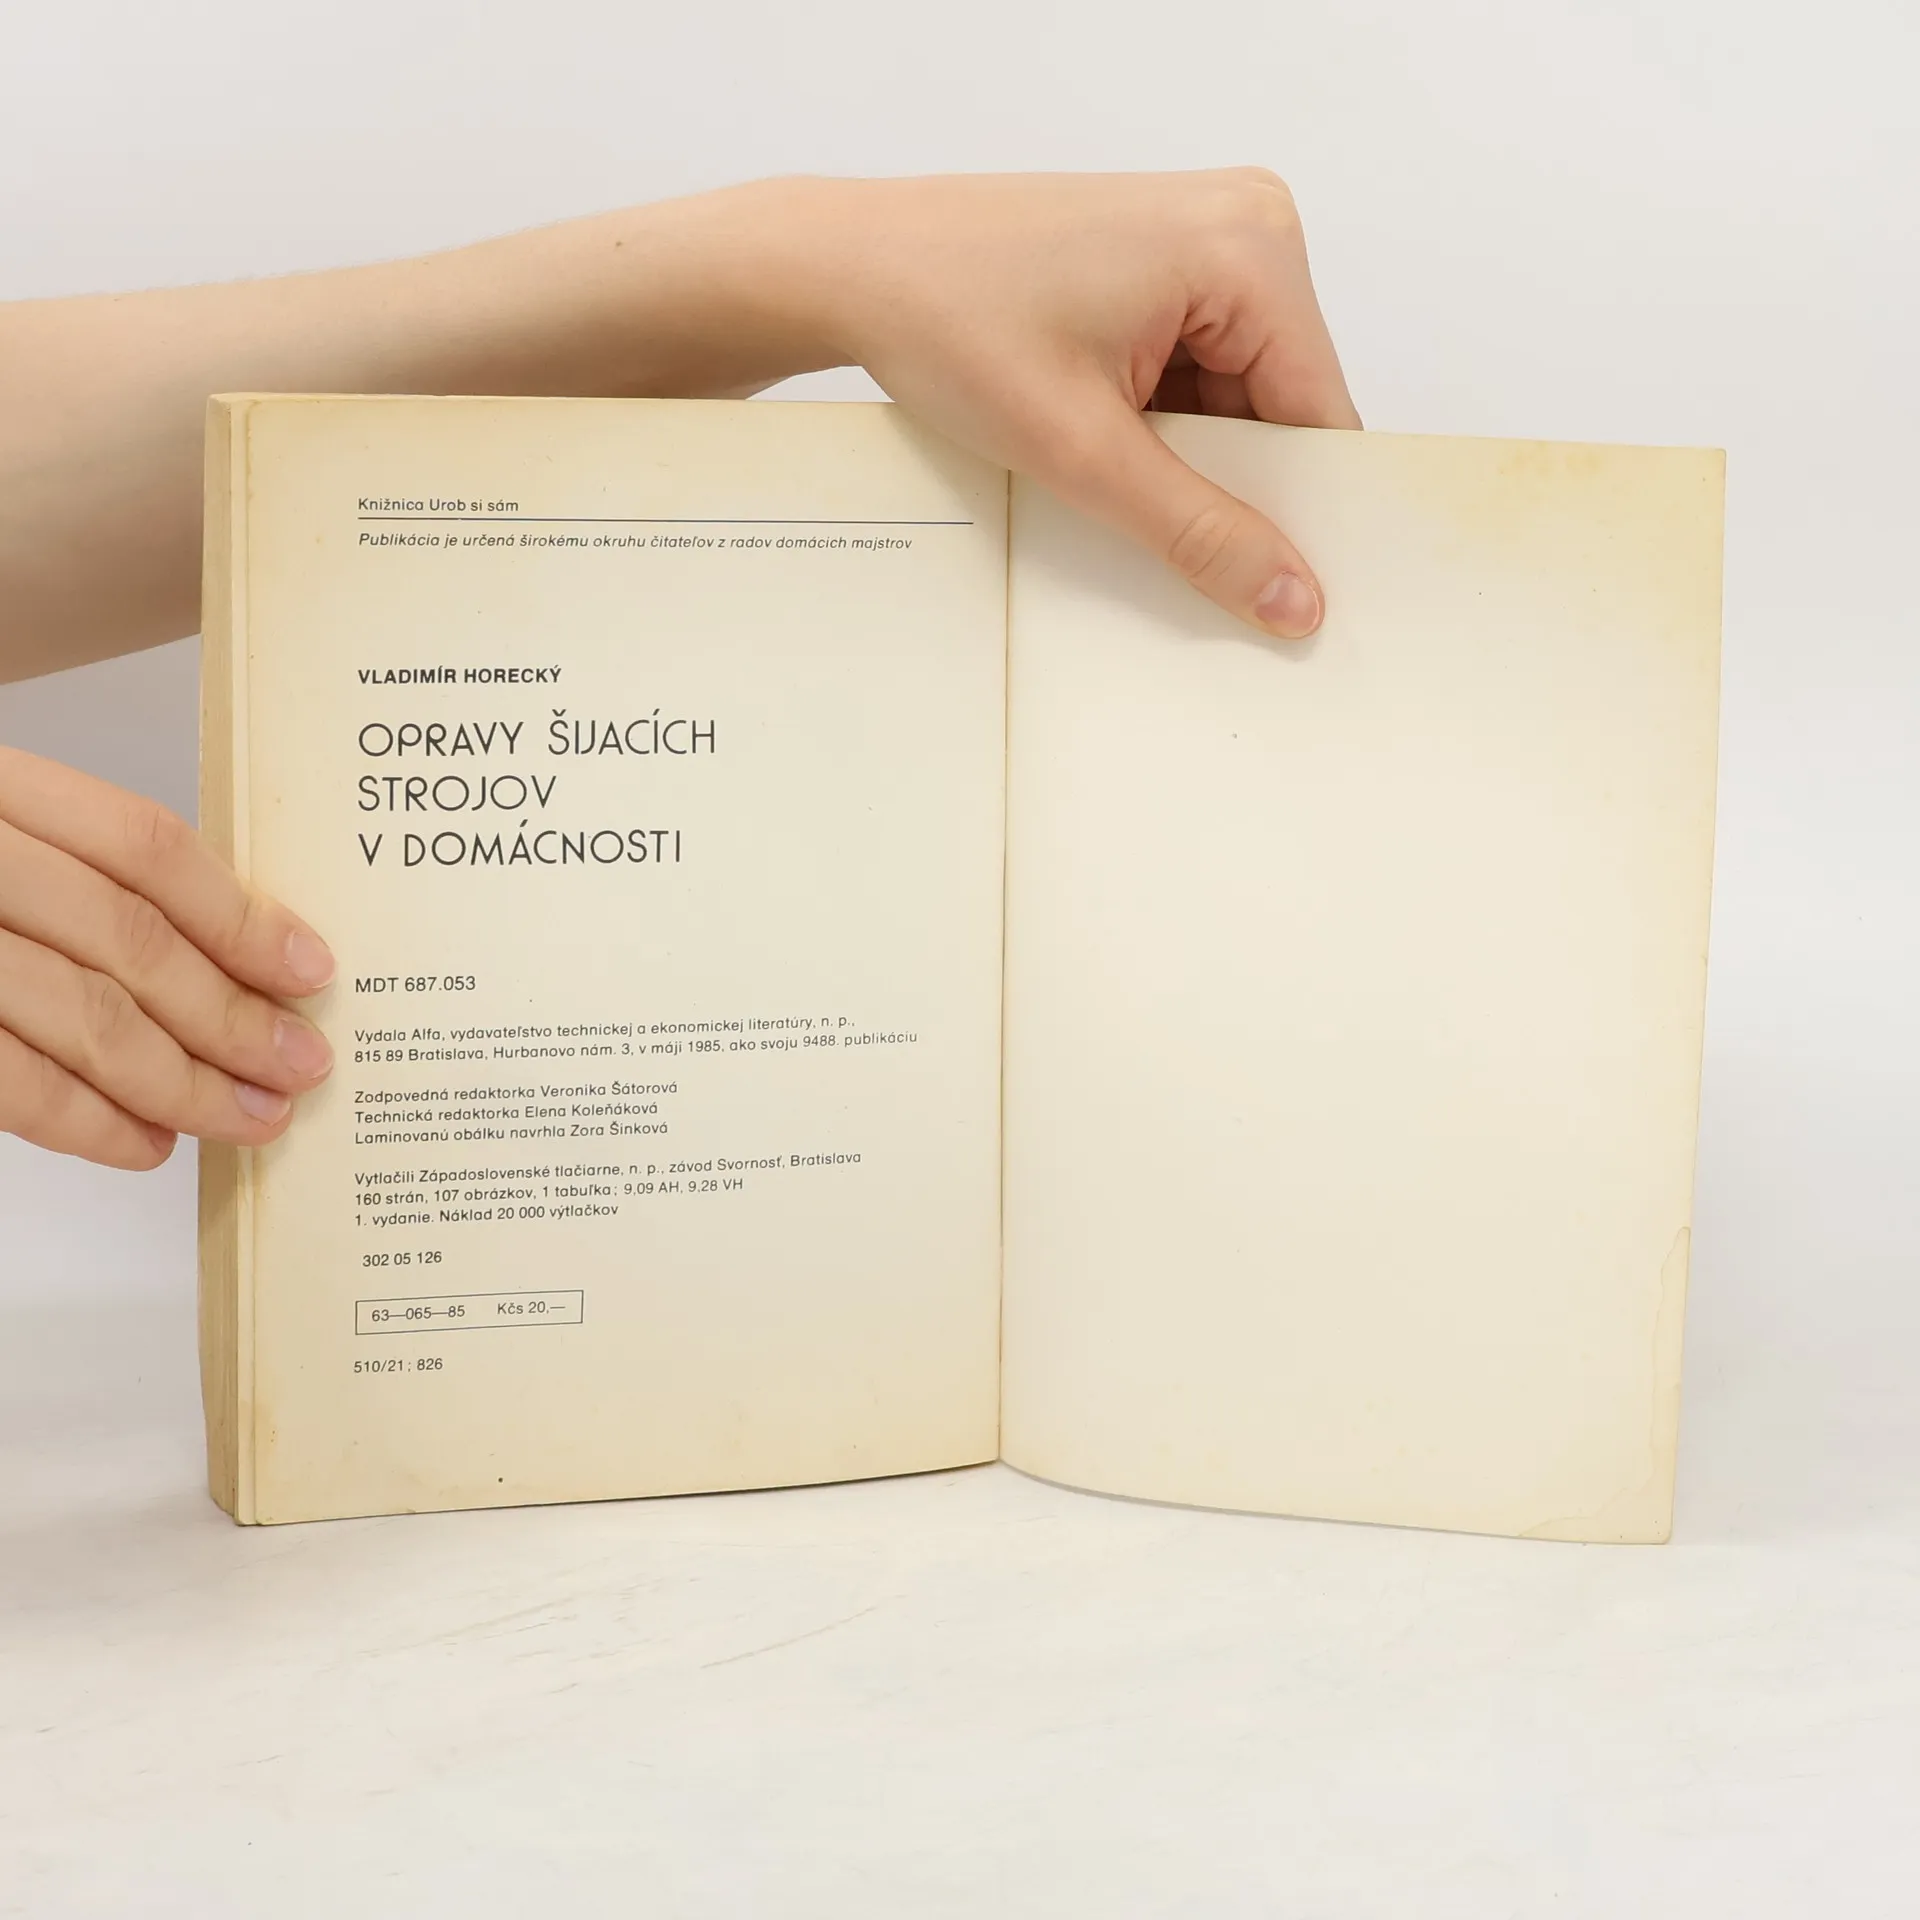 Knižnica Urob si sám
Publikácia je určená širokému okruhu čitateľov z radov domácich majstrov
VLADIMÍR HORECKÝ
OPRAVY ŠIJACÍCH
STROJOV
V DOMÁCNOSTI
MDT 687.053
Vydala Alfa, vydavateľstvo technickej a ekonomickej literatúry, n. p.,
815 89 Bratislava, Hurbanovo nám. 3, v máji 1985, ako svoju 9488. publikáciu
Zodpovedná redaktorka Veronika Šátorová
Technická redaktorka Elena Koleňáková
Laminovanú obálku navrhla Zora Šinková
Vytlačili Západoslovenské tlačiarne, n. p., závod Svornosť, Bratislava
160 strán, 107 obrázkov, 1 tabuľka; 9,09 AH, 9,28 VH
1. vydanie. Náklad 20 000 výtlačkov
302 05 126
63—065—85 Kčs 20,—
510/21; 826